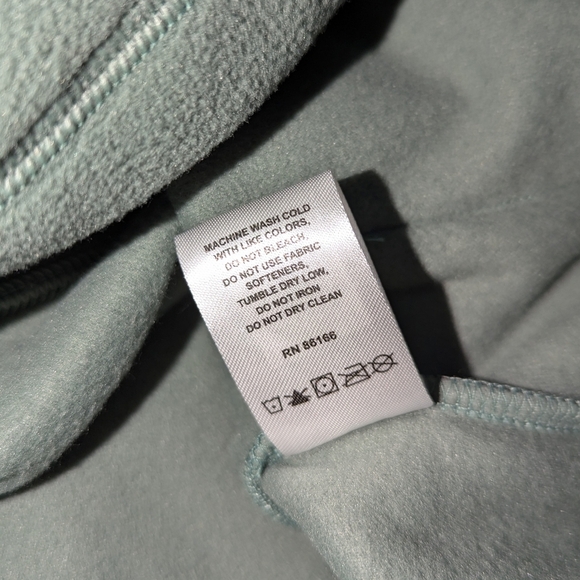 MACHINE WASH COLD
WITH LIKE COLORS,
DO NOT BLEACH,
DO NOT USE FABRIC
SOFTENERS,
TUMBLE DRY LOW,
DO NOT IRON
DO NOT DRY CLEAN
RN 86166